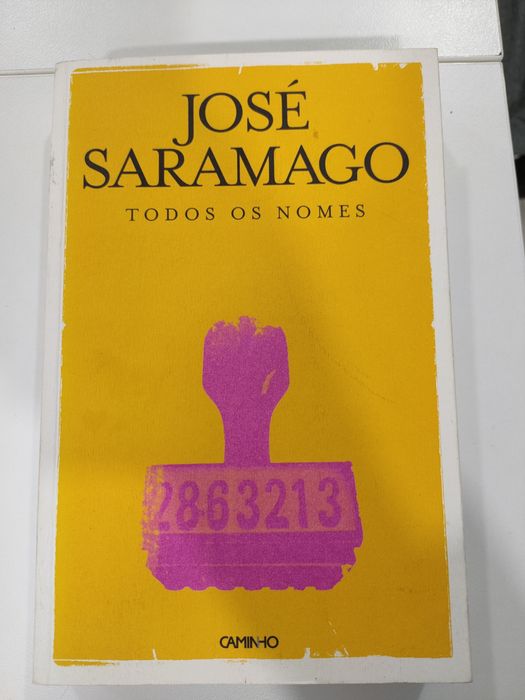 JOSÉ
SARAMAGO
TODOS OS NOMES
2863213
CAMINHO